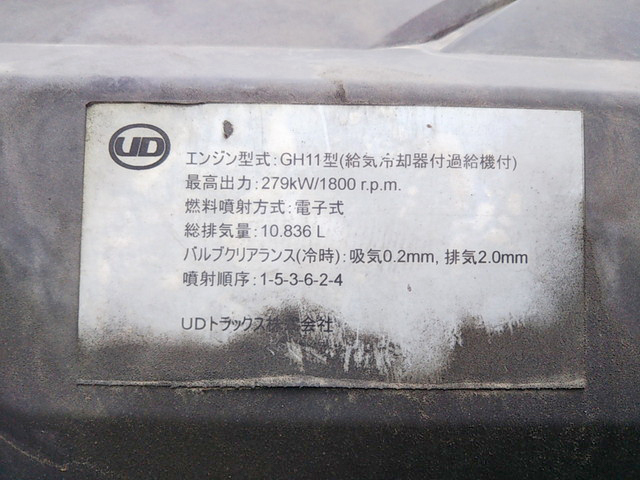 UD
エンジン型式:GH11型(給気冷却器付過給機付)
最高出力:279kW/1800 r.p.m.
燃料噴射方式:電子式
総排気量:10.836 L
バルブクリアランス(冷時):吸気0.2mm, 排気2.0mm
噴射順序:1-5-3-6-2-4
UDトラックス株式会社